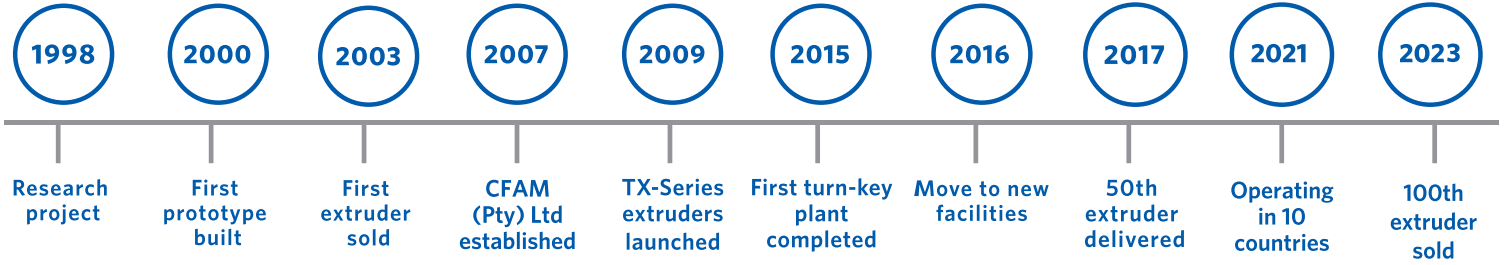 1998
2000
2003
2007
2009
2015
2016
2017
2021
2023
Research
project
First
prototype
built
First
extruder
sold
CFAM
(Pty) Ltd
established
TX-Series
extruders
launched
First turn-key
plant
completed
Move to new
facilities
50th
extruder
delivered
Operating
in 10
countries
100th
extruder
sold